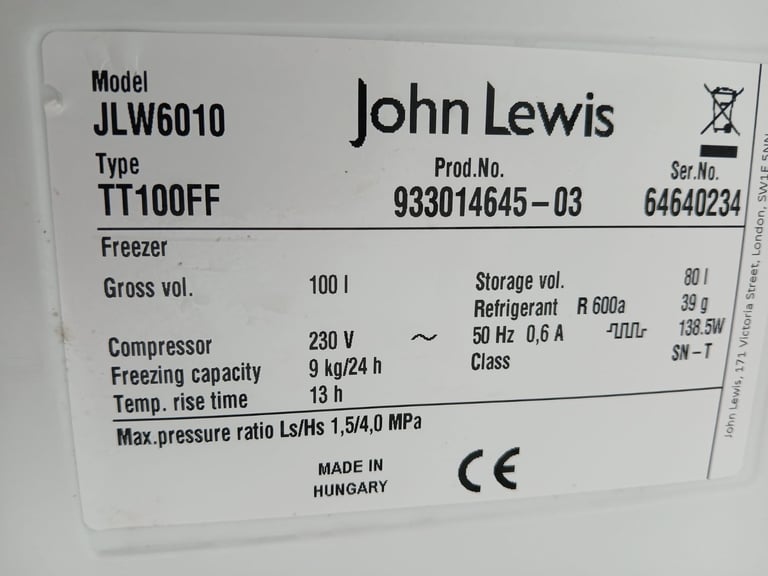 Model
JLW6010
John Lewis
Type
TT100FF
Prod.No.
933014645-03
Ser.No.
64640234
Freezer
Gross vol. 100 l
Storage vol. 80 l
Refrigerant R 600a 39 g
Compressor 230 V ~ 50 Hz 0,6 A 138.5W
Freezing capacity 9 kg/24 h
Class SN-T
Temp. rise time 13 h
Max.pressure ratio Ls/Hs 1,5/4,0 MPa
MADE IN
HUNGARY
CE
John Lewis, 171 Victoria Street, London, SW1E 5NN